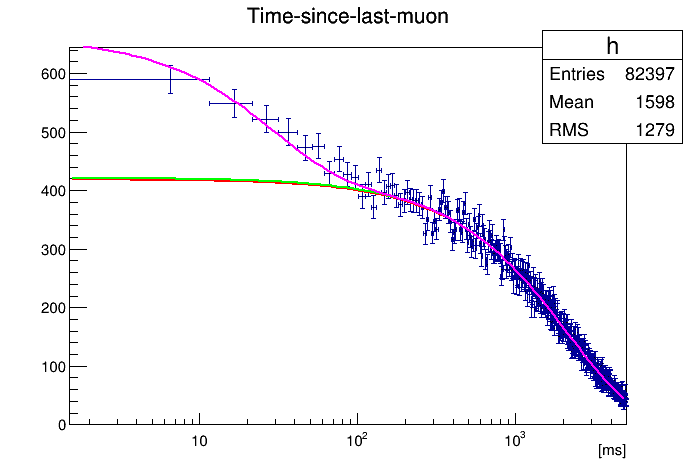 Time-since-last-muon
h
Entries 82397
Mean 1598
RMS 1279
600
500
400
300
200
100
0
10
10²
10³
[ms]